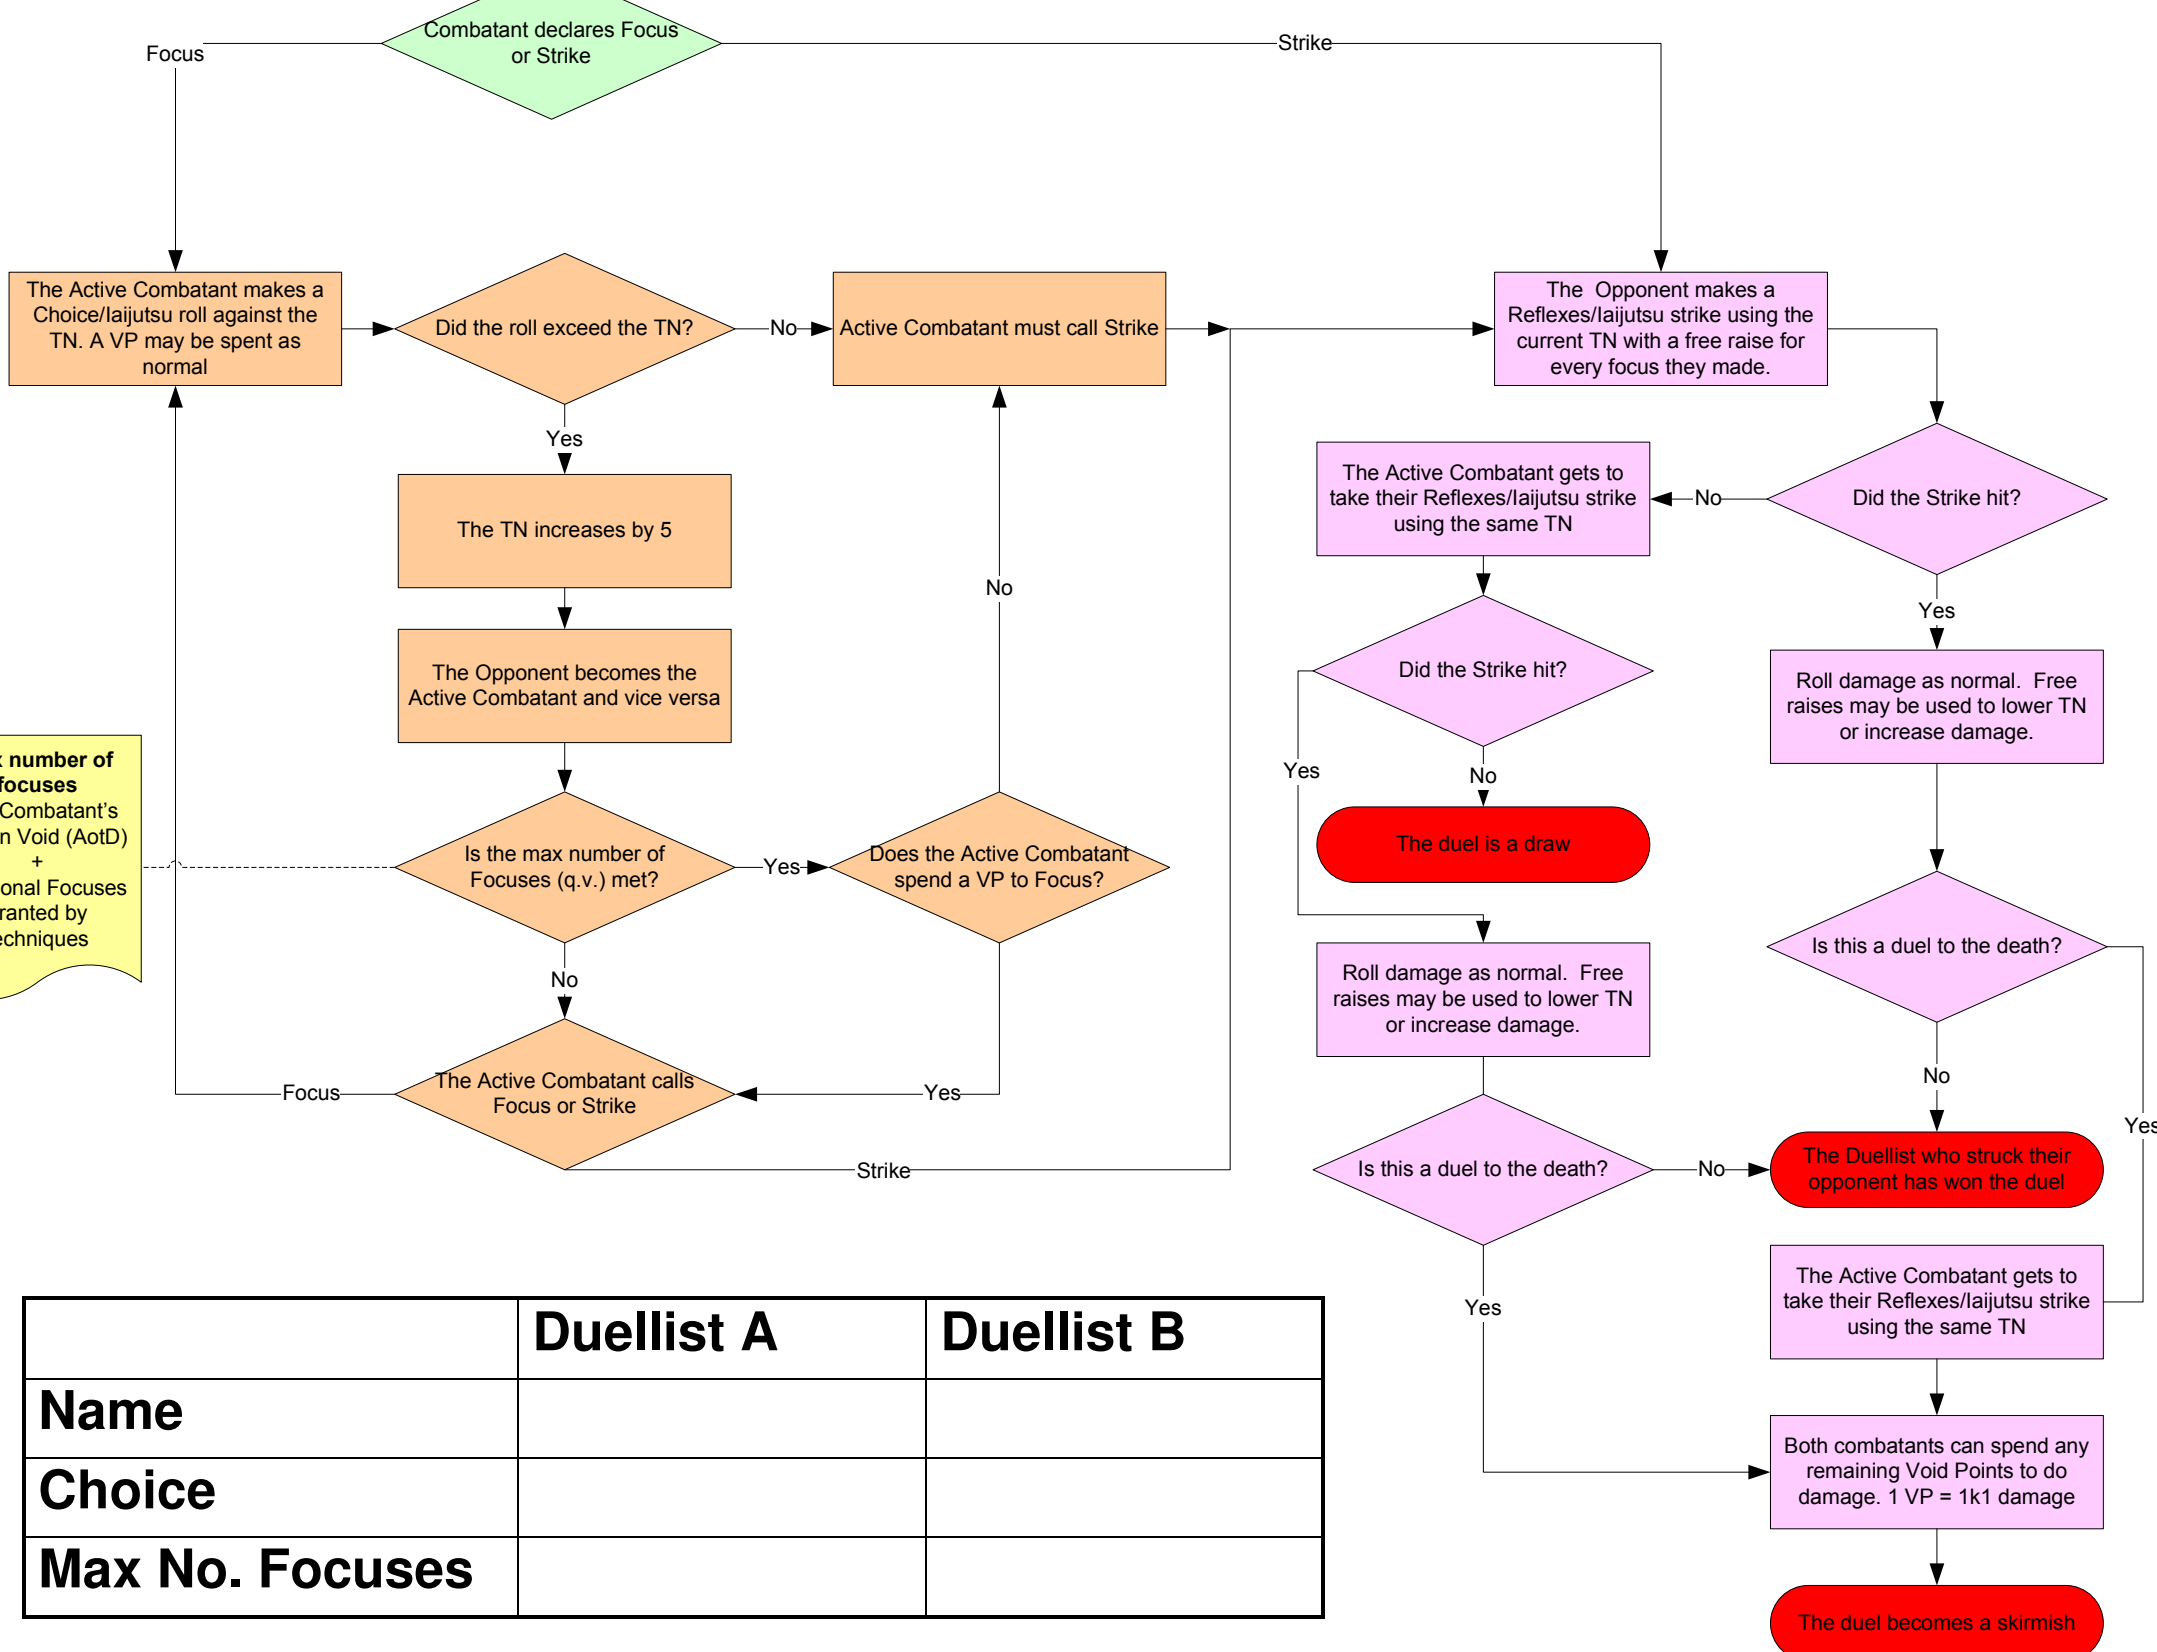 Combatant declares Focus
or Strike
Focus
Strike
The Active Combatant makes a
Choice/Iaijutsu roll against the
TN. A VP may be spent as
normal
Did the roll exceed the TN?
No
Active Combatant must call Strike
The Opponent makes a
Reflexes/Iaijutsu strike using the
current TN with a free raise for
every focus they made.
Yes
The TN increases by 5
The Opponent becomes the
Active Combatant and vice versa
number of
Combatant's
Void (AotD)
+
Focuses
by
Is the max number of
Focuses (q.v.) met?
Yes
Does the Active Combatant
spend a VP to Focus?
No
No
Yes
The Active Combatant calls
Focus or Strike
Focus
Strike
Did the Strike hit?
No
The Active Combatant gets to
take their Reflexes/Iaijutsu strike
using the same TN
Did the Strike hit?
No
The duel is a draw
Yes
Roll damage as normal. Free
raises may be used to lower TN
or increase damage.
Is this a duel to the death?
No
Yes
Yes
Roll damage as normal. Free
raises may be used to lower TN
or increase damage.
Is this a duel to the death?
No
Yes
The Duellist who struck their
opponent has won the duel
The Active Combatant gets to
take their Reflexes/Iaijutsu strike
using the same TN
Both combatants can spend any
remaining Void Points to do
damage. 1 VP = 1k1 damage
The duel becomes a skirmish
Duellist A
Duellist B
Name
Choice
Max No. Focuses